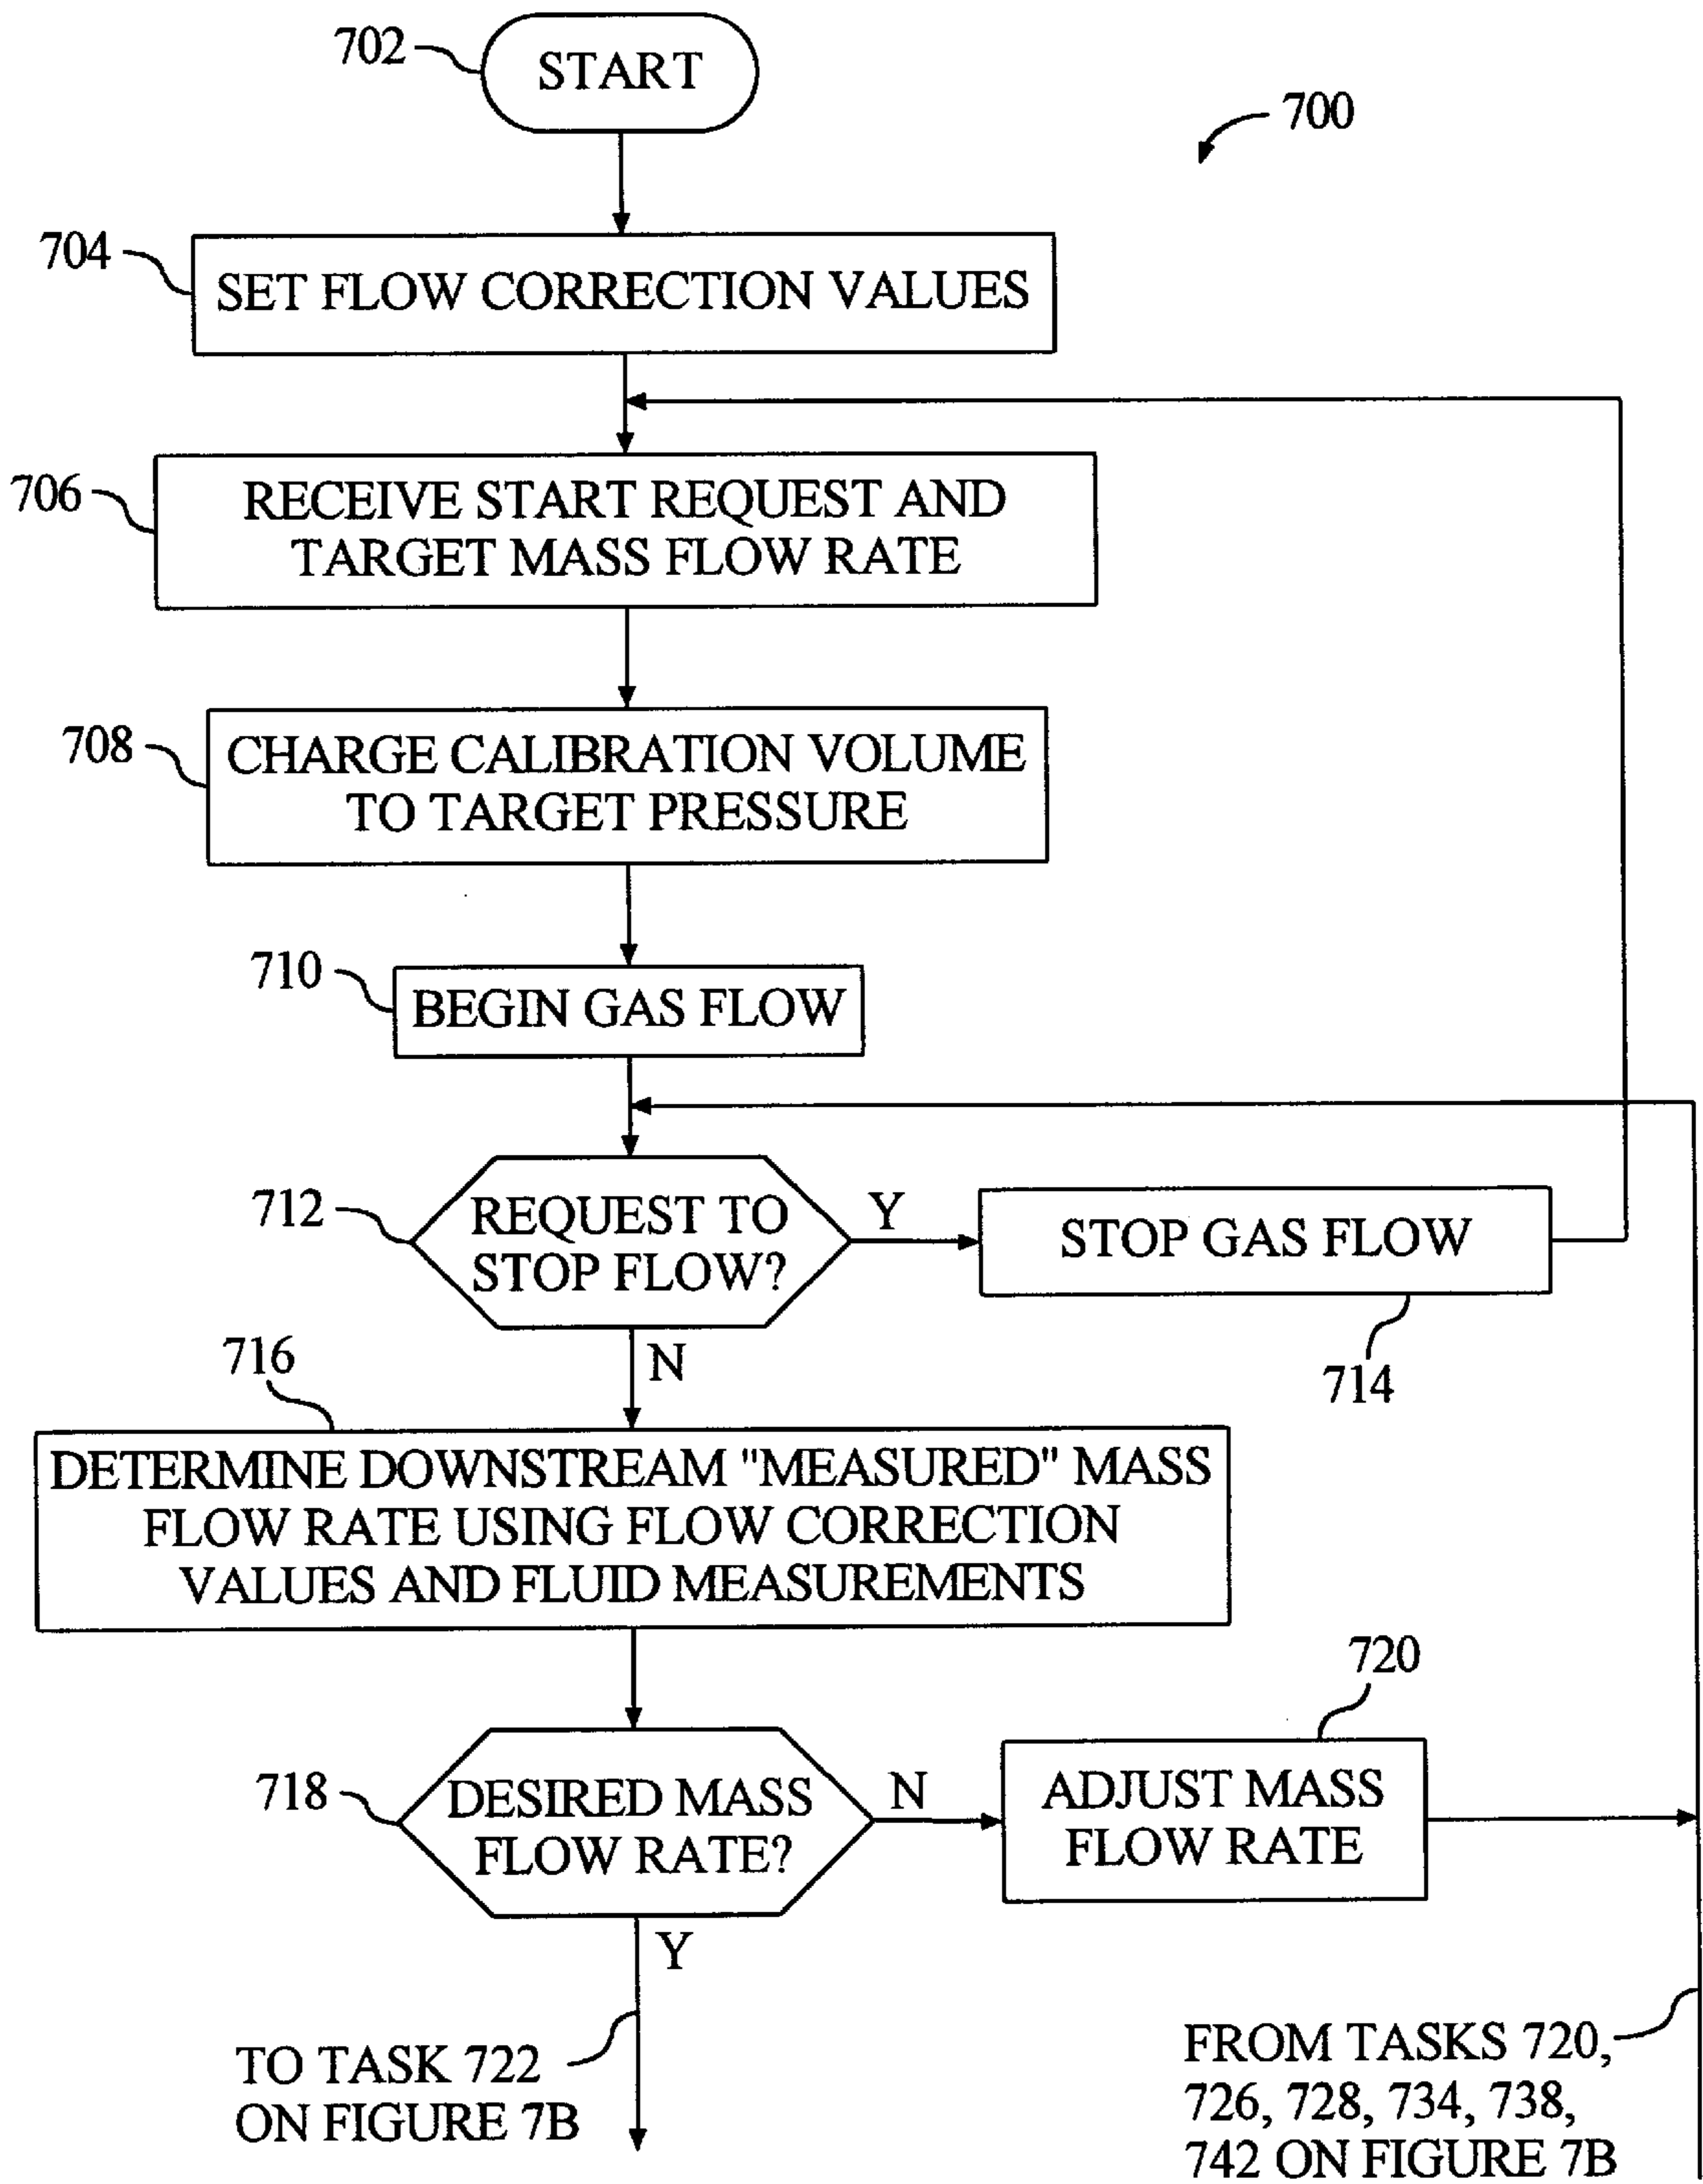 702
START
700
704
SET FLOW CORRECTION VALUES
706
RECEIVE START REQUEST AND
TARGET MASS FLOW RATE
708
CHARGE CALIBRATION VOLUME
TO TARGET PRESSURE
710
BEGIN GAS FLOW
712
REQUEST TO
STOP FLOW?
Y
STOP GAS FLOW
714
N
716
DETERMINE DOWNSTREAM "MEASURED" MASS
FLOW RATE USING FLOW CORRECTION
VALUES AND FLUID MEASUREMENTS
718
DESIRED MASS
FLOW RATE?
N
720
ADJUST MASS
FLOW RATE
Y
TO TASK 722
ON FIGURE 7B
FROM TASKS 720,
726, 728, 734, 738,
742 ON FIGURE 7B